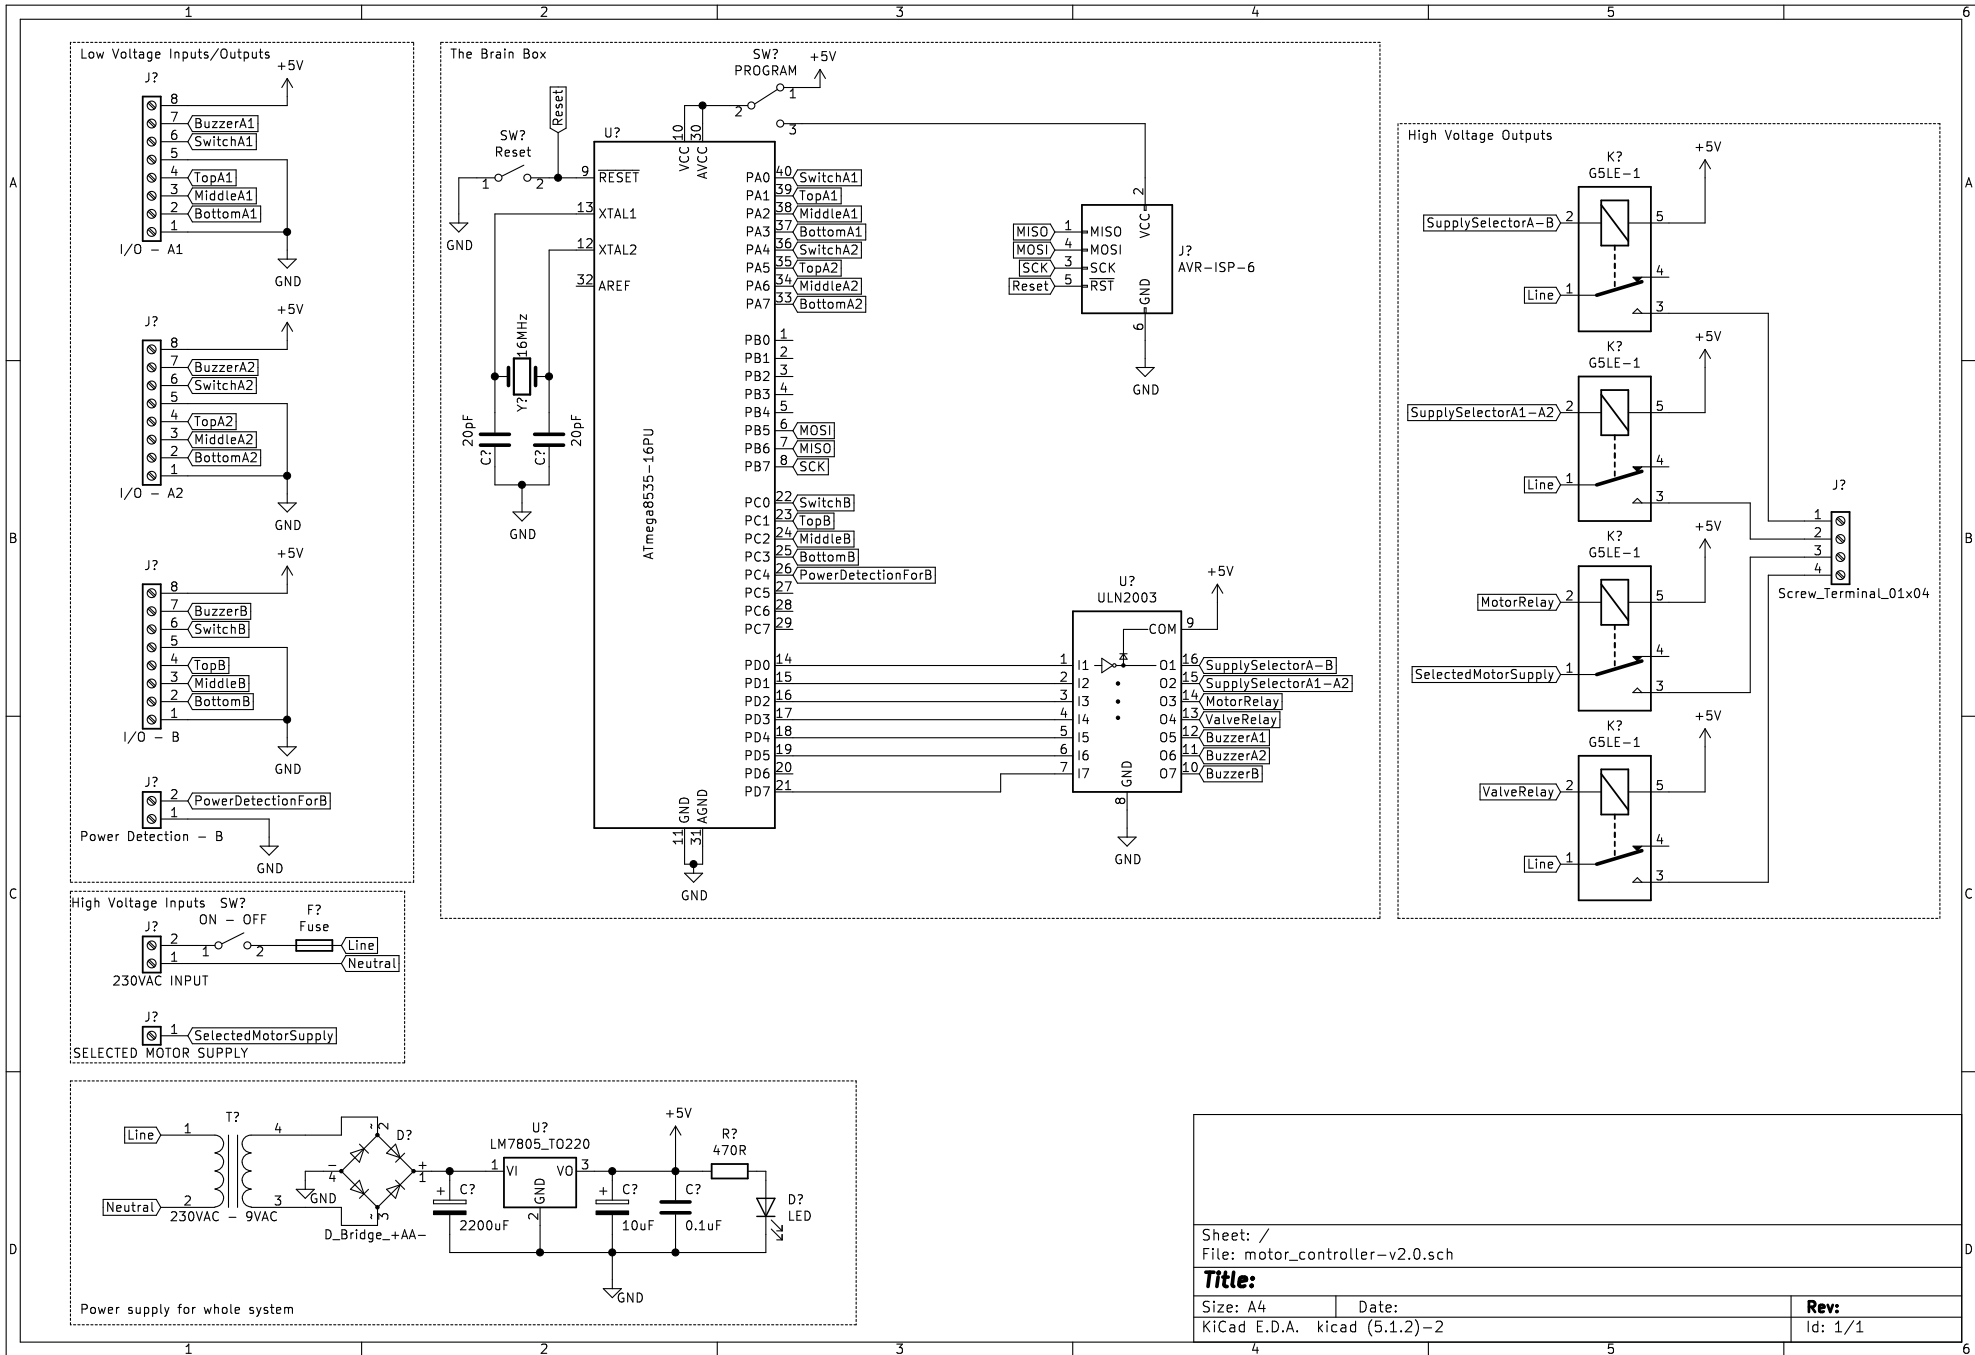 1 2 3 4 5 6
A
B
C
D
Low Voltage Inputs/Outputs
J?
+5V
8
7 BuzzerA1
6 SwitchA1
5
4 TopA1
3 MiddleA1
2 BottomA1
1
I/O - A1
GND
J?
+5V
8
7 BuzzerA2
6 SwitchA2
5
4 TopA2
3 MiddleA2
2 BottomA2
1
I/O - A2
GND
J?
+5V
8
7 BuzzerB
6 SwitchB
5
4 TopB
3 MiddleB
2 BottomB
1
I/O - B
GND
J?
2 PowerDetectionForB
1
Power Detection - B
GND
High Voltage Inputs
SW?
ON - OFF
F?
Fuse
J?
2 1 2 Line
1 Neutral
230VAC INPUT
J?
1 SelectedMotorSupply
SELECTED MOTOR SUPPLY
The Brain Box
SW?
PROGRAM
+5V
1
2
3
Reset
SW?
Reset
1 2
GND
U?
10 VCC
30 AVCC
9 RESET
13 XTAL1
12 XTAL2
32 AREF
16MHz
Y?
20pF
C?
20pF
C?
GND
ATmega8535-16PU
PA0 40 SwitchA1
PA1 39 TopA1
PA2 38 MiddleA1
PA3 37 BottomA1
PA4 36 SwitchA2
PA5 35 TopA2
PA6 34 MiddleA2
PA7 33 BottomA2
PB0 1
PB1 2
PB2 3
PB3 4
PB4 5
PB5 6 MOSI
PB6 7 MISO
PB7 8 SCK
PC0 22 SwitchB
PC1 23 TopB
PC2 24 MiddleB
PC3 25 BottomB
PC4 26 PowerDetectionForB
PC5 27
PC6 28
PC7 29
PD0 14
PD1 15
PD2 16
PD3 17
PD4 18
PD5 19
PD6 20
PD7 21
11 GND
31 AGND
GND
2 VCC
MISO 1 MISO
MOSI 4 MOSI
SCK 3 SCK
Reset 5 RST
6 GND
J?
AVR-ISP-6
GND
U?
ULN2003
+5V
COM 9
1 I1 O1 16 SupplySelectorA-B
2 I2 O2 15 SupplySelectorA1-A2
3 I3 O3 14 MotorRelay
4 I4 O4 13 ValveRelay
5 I5 O5 12 BuzzerA1
6 I6 O6 11 BuzzerA2
7 I7 O7 10 BuzzerB
8 GND
GND
High Voltage Outputs
K?
G5LE-1
+5V
SupplySelectorA-B 2 5
4
Line 1
3
K?
G5LE-1
+5V
SupplySelectorA1-A2 2 5
4
Line 1
3
K?
G5LE-1
+5V
MotorRelay 2 5
4
SelectedMotorSupply 1
3
K?
G5LE-1
+5V
ValveRelay 2 5
4
Line 1
3
J?
1
2
3
4
Screw_Terminal_01x04
T?
Line 1 4
Neutral 2 3
230VAC - 9VAC
D?
~ 2
- 4
+ 1
~ 3
GND
D_Bridge_+AA-
U?
LM7805_TO220
1 VI VO 3
GND
2
+ C?
2200uF
+ C?
10uF
C?
0.1uF
+5V
R?
470R
D?
LED
GND
Power supply for whole system
Sheet: /
File: motor_controller-v2.0.sch
Title:
Size: A4 Date: Rev:
KiCad E.D.A. kicad (5.1.2)-2 Id: 1/1
A
B
C
D
1 2 3 4 5 6